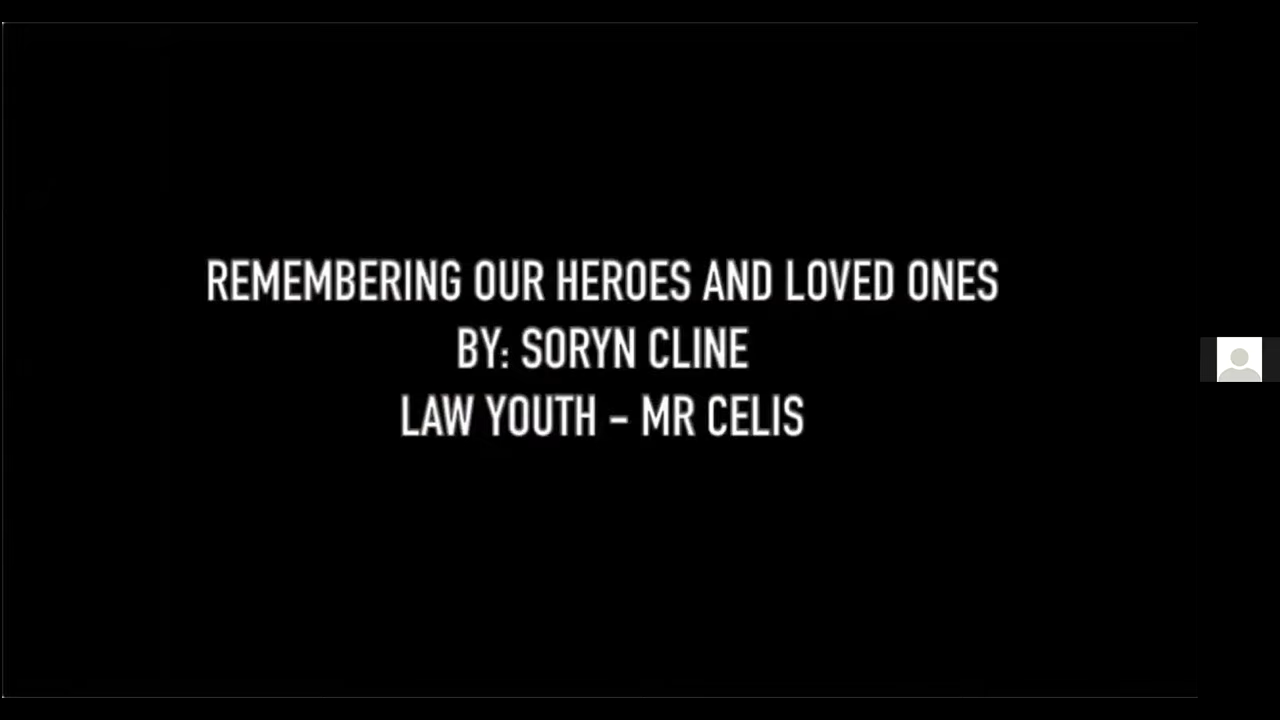 REMEMBERING OUR HEROES AND LOVED ONES
BY: SORYN CLINE
LAW YOUTH - MR CELIS